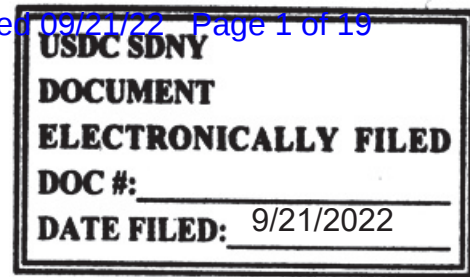 ed 09/21/22 Page 1 of 19
USDC SDNY
DOCUMENT
ELECTRONICALLY FILED
DOC #:
DATE FILED: 9/21/2022